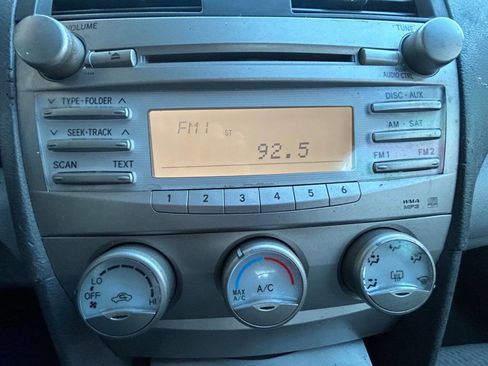 VOLUME
TUNE
AUDIO CTRL
∨ TYPE·FOLDER ∧
DISC·AUX
FM1 ST
∨ SEEK·TRACK ∧
AM·SAT
92.5
SCAN TEXT
FM1 FM2
1 2 3 4 5 6
WMA
MP3
LO
OFF
HI
MAX A/C
A/C